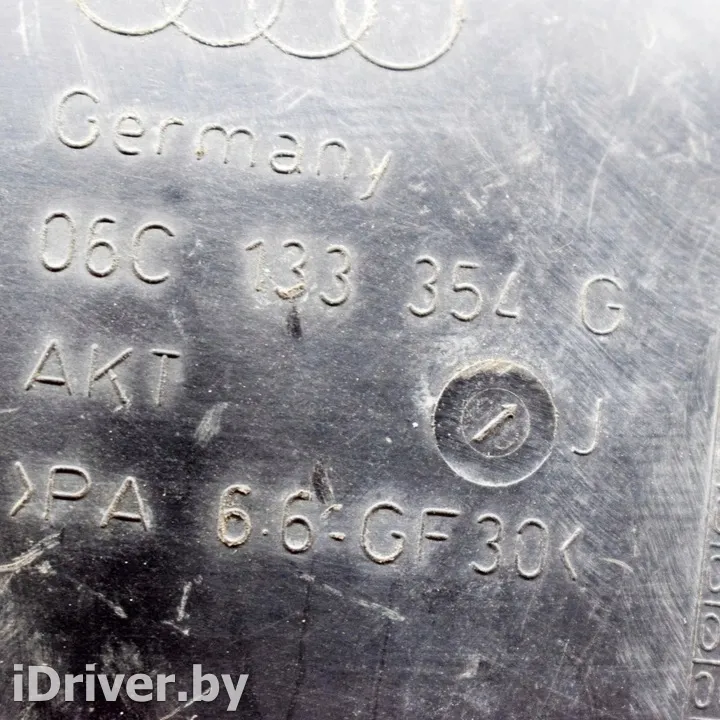 Germany
06C 133 354 G
AKT
J
>PA 6.6-GF30<
iDriver.by